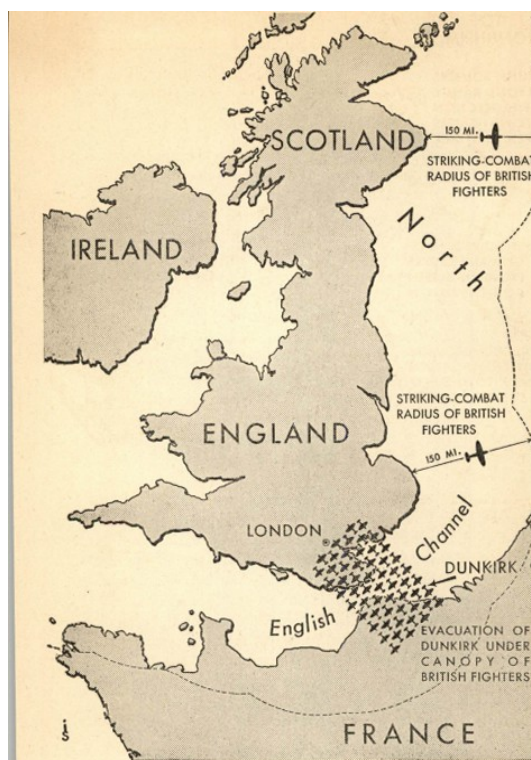 SCOTLAND
150 MI.
STRIKING-COMBAT
RADIUS OF BRITISH
FIGHTERS
IRELAND
North
STRIKING-COMBAT
RADIUS OF BRITISH
FIGHTERS
150 MI.
ENGLAND
LONDON
Channel
DUNKIRK
English
EVACUATION OF
DUNKIRK UNDER
CANOPY OF
BRITISH FIGHTERS
FRANCE